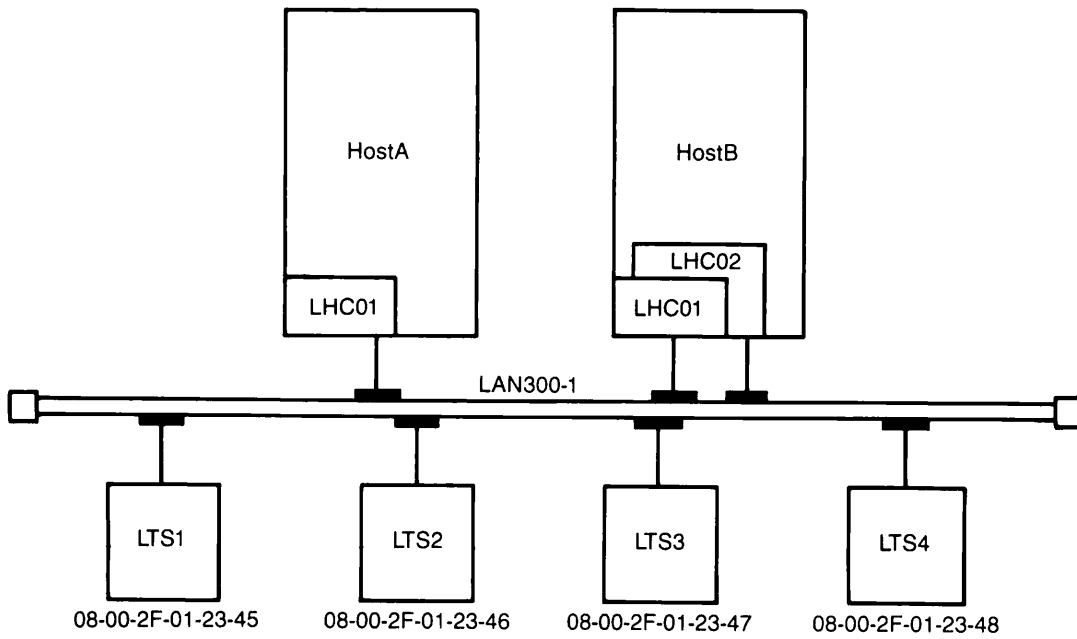 HostA
HostB
LHC02
LHC01
LHC01
LAN300-1
LTS1
LTS2
LTS3
LTS4
08-00-2F-01-23-45
08-00-2F-01-23-46
08-00-2F-01-23-47
08-00-2F-01-23-48